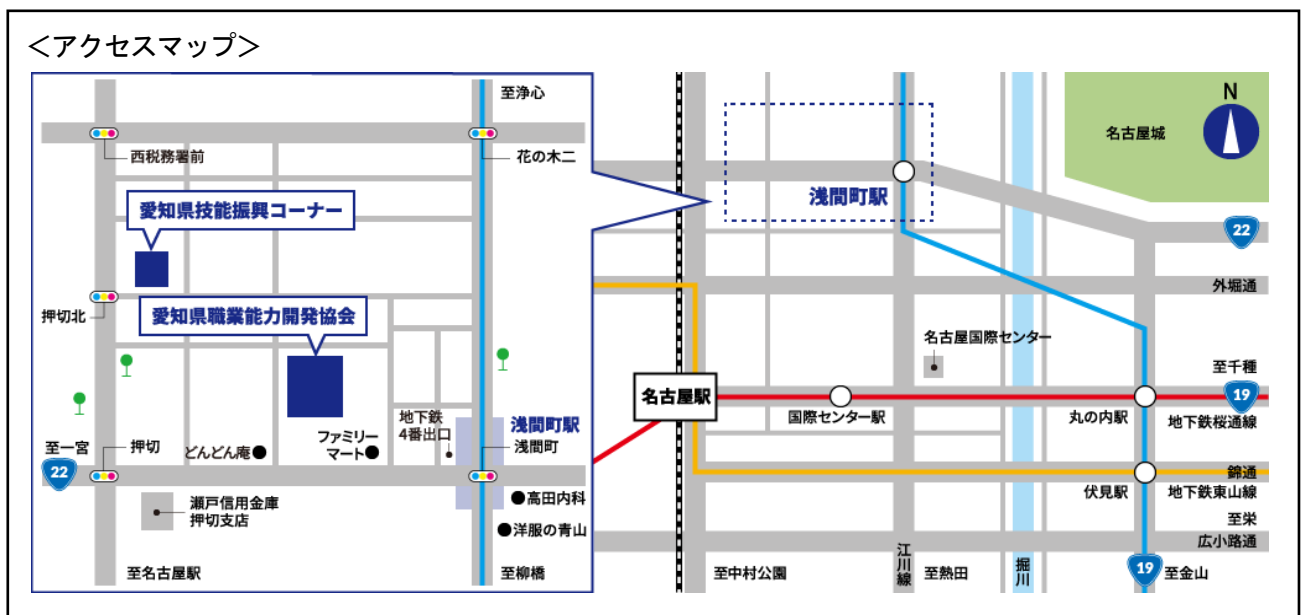 ＜アクセスマップ＞
至浄心
西税務署前
花の木二
愛知県技能振興コーナー
押切北
愛知県職業能力開発協会
地下鉄
4番出口
浅間町駅
浅間町
至一宮
22
押切
どんどん庵
ファミリー
マート
瀬戸信用金庫
押切支店
高田内科
洋服の青山
至名古屋駅
至柳橋
N
名古屋城
浅間町駅
22
外堀通
名古屋国際センター
至千種
名古屋駅
19
国際センター駅
丸の内駅
地下鉄桜通線
錦通
伏見駅
地下鉄東山線
至栄
広小路通
至中村公園
江川線
至熱田
堀川
19
至金山